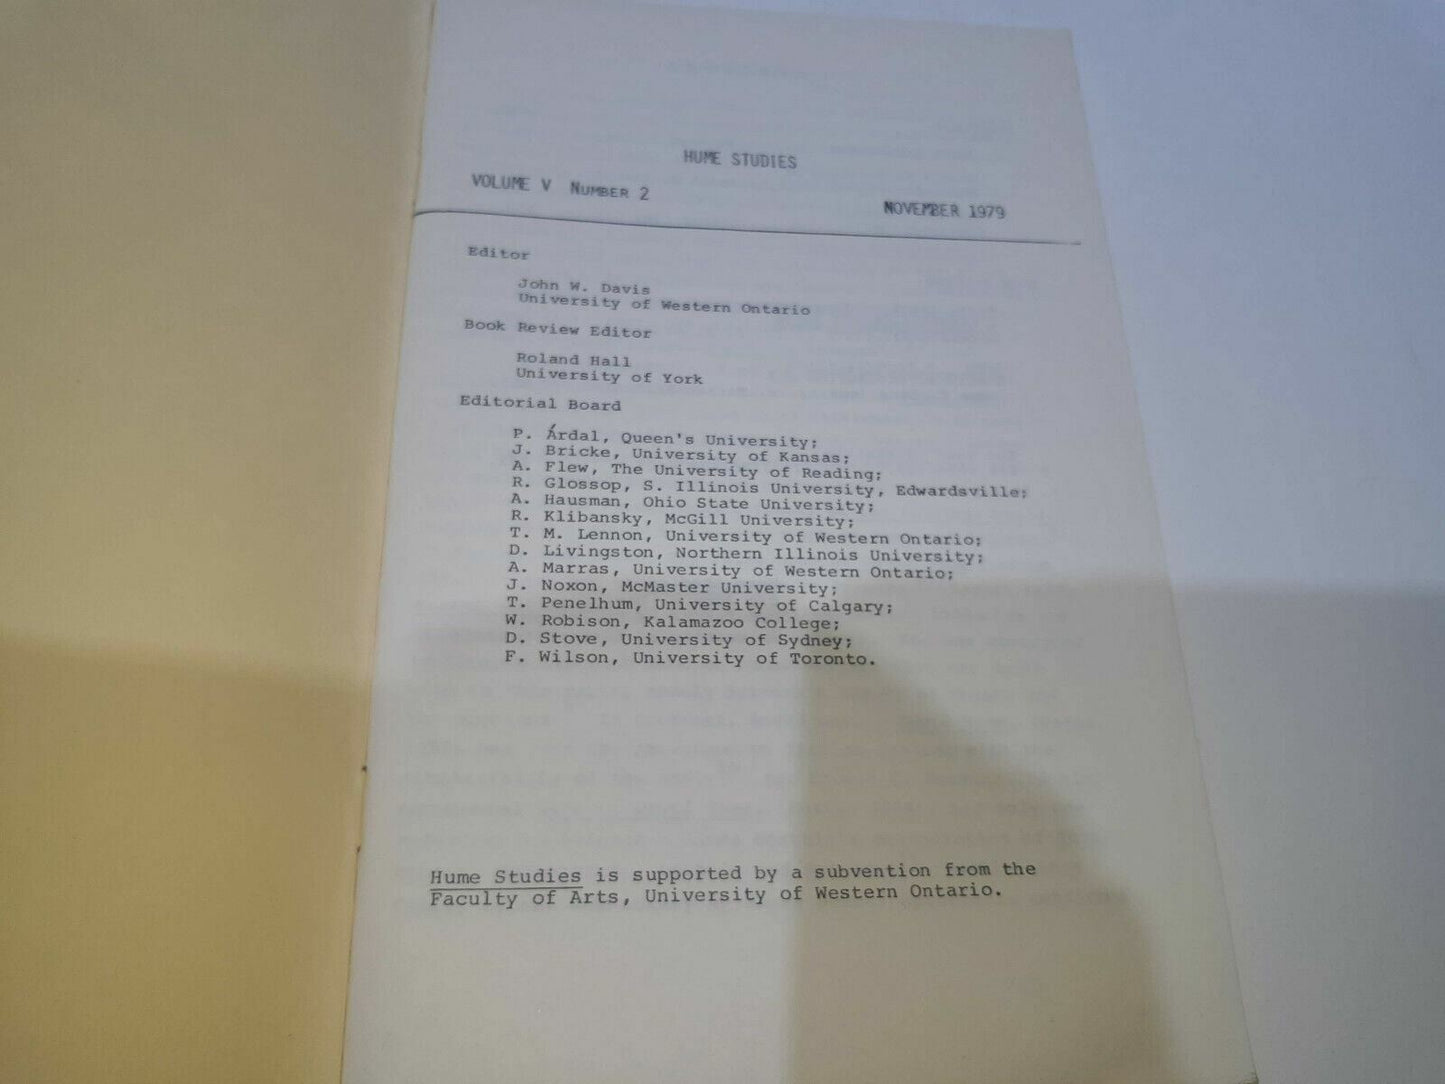 HUME STUDIES
VOLUME V NUMBER 2
NOVEMBER 1979
Editor
John W. Davis
University of Western Ontario
Book Review Editor
Roland Hall
University of York
Editorial Board
P. Árdal, Queen's University;
J. Bricke, University of Kansas;
A. Flew, The University of Reading;
R. Glossop, S. Illinois University, Edwardsville;
A. Hausman, Ohio State University;
R. Klibansky, McGill University;
T. M. Lennon, University of Western Ontario;
D. Livingston, Northern Illinois University;
A. Marras, University of Western Ontario;
J. Noxon, McMaster University;
T. Penelhum, University of Calgary;
W. Robison, Kalamazoo College;
D. Stove, University of Sydney;
F. Wilson, University of Toronto.
Hume Studies is supported by a subvention from the
Faculty of Arts, University of Western Ontario.